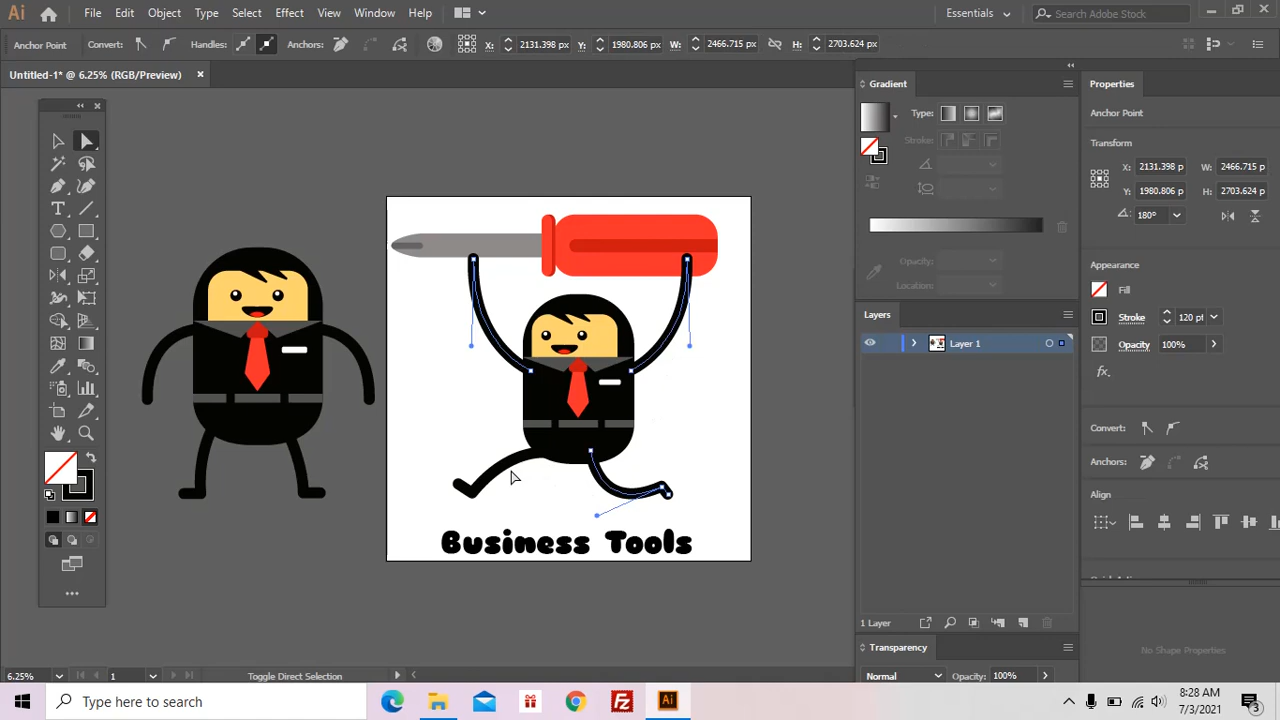 Ai File Edit Object Type Select Effect View Window Help Essentials Search Adobe Stock
Anchor Point Convert: Handles: Anchors: X: 2131.398 px Y: 1980.806 px W: 2466.715 px H: 2703.624 px
Untitled-1* @ 6.25% (RGB/Preview)
Gradient
Type:
Stroke:
Opacity:
Location:
Layers
Layer 1
1 Layer
Transparency
Normal Opacity: 100%
Properties
Anchor Point
Transform
X: 2131.398 W: 2466.715 p
Y: 1980.806 H: 2703.624 p
180°
Appearance
Fill
Stroke 120 pt
Opacity 100%
fx.
Convert:
Anchors:
Align
No Shape Properties
Business Tools
6.25% 1 Toggle Direct Selection
Type here to search
Fz
Ai
8:28 AM
7/3/2021
3